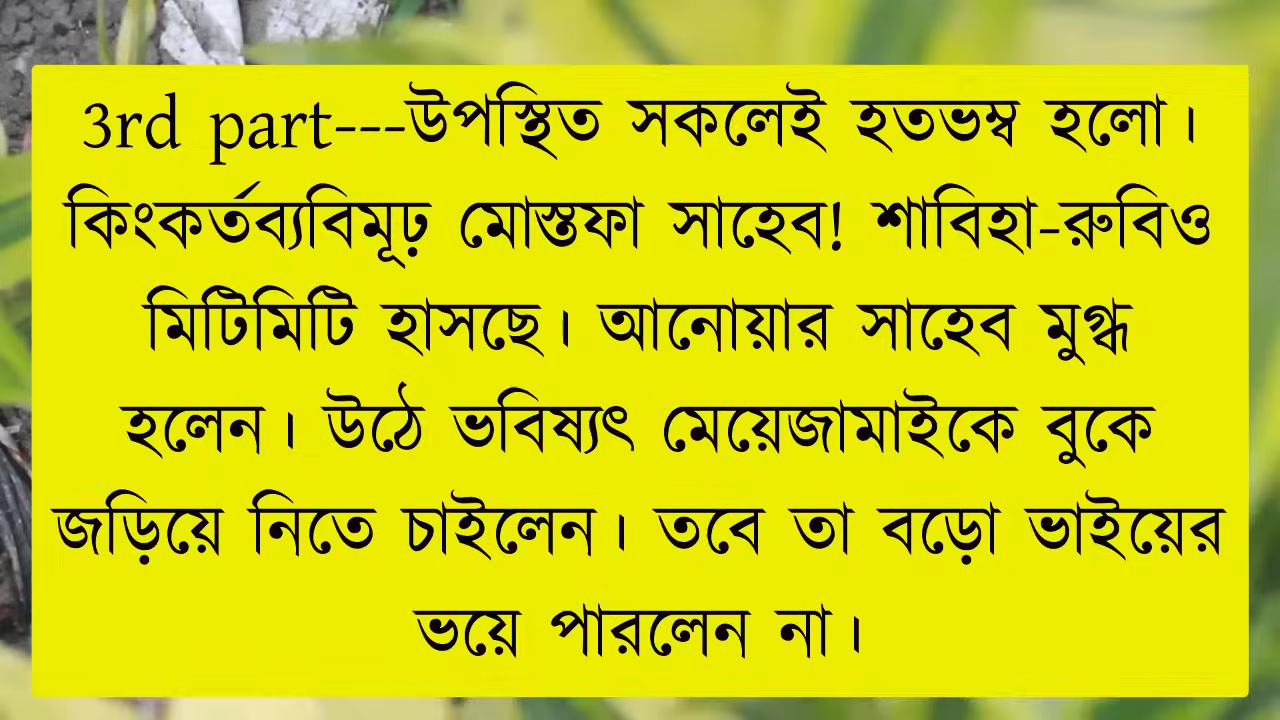 3rd part---উপস্থিত সকলেই হতভম্ব হলো।
কিংকর্তব্যবিমূঢ় মোস্তফা সাহেব! শাবিহা-রুবিও
মিটিমিটি হাসছে। আনোয়ার সাহেব মুগ্ধ
হলেন। উঠে ভবিষ্যৎ মেয়েজামাইকে বুকে
জড়িয়ে নিতে চাইলেন। তবে তা বড়ো ভাইয়ের
ভয়ে পারলেন না।